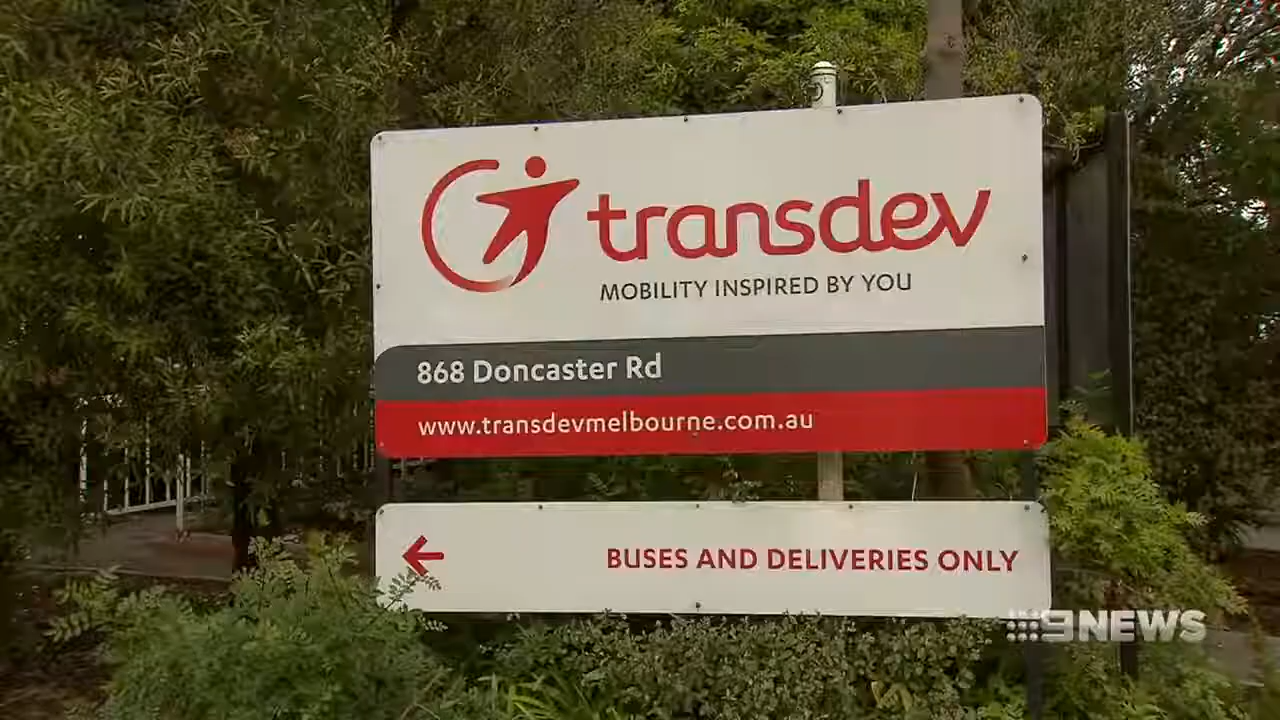 transdev
MOBILITY INSPIRED BY YOU
868 Doncaster Rd
www.transdevmelbourne.com.au
BUSES AND DELIVERIES ONLY
9NEWS